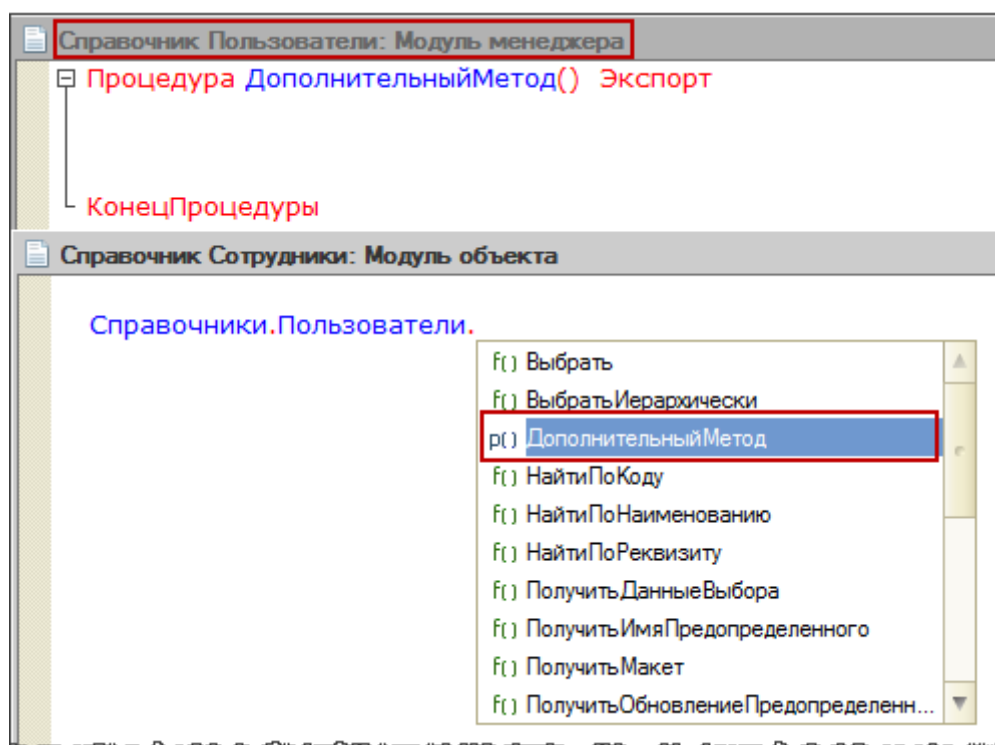 Справочник Пользователи: Модуль менеджера
Процедура ДополнительныйМетод() Экспорт
КонецПроцедуры
Справочник Сотрудники: Модуль объекта
Справочники.Пользователи.
f() Выбрать
f() ВыбратьИерархически
p() ДополнительныйМетод
f() НайтиПоКоду
f() НайтиПоНаименованию
f() НайтиПоРеквизиту
f() ПолучитьДанныеВыбора
f() ПолучитьИмяПредопределенного
f() ПолучитьМакет
f() ПолучитьОбновлениеПредопределенн...